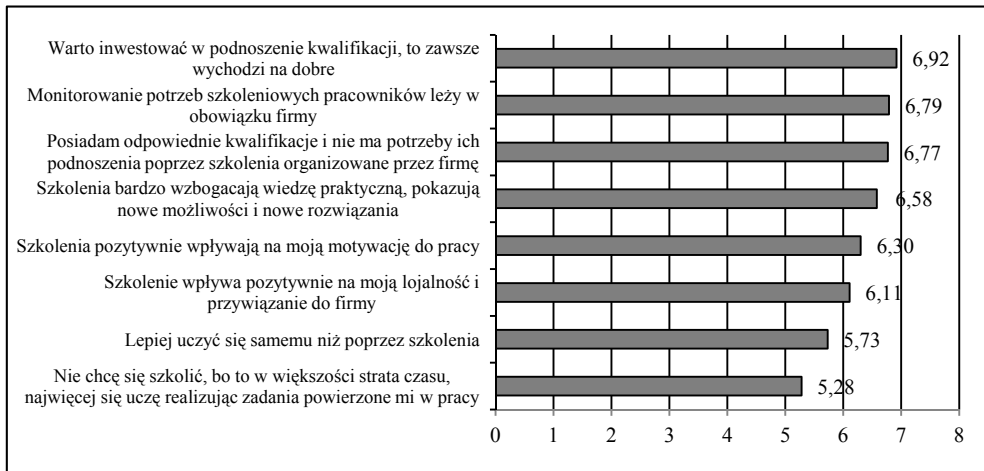 Warto inwestować w podnoszenie kwalifikacji, to zawsze
wychodzi na dobre
6,92
Monitorowanie potrzeb szkoleniowych pracowników leży w
obowiązku firmy
6,79
Posiadam odpowiednie kwalifikacje i nie ma potrzeby ich
podnoszenia poprzez szkolenia organizowane przez firmę
6,77
Szkolenia bardzo wzbogacają wiedzę praktyczną, pokazują
nowe możliwości i nowe rozwiązania
6,58
Szkolenia pozytywnie wpływają na moją motywację do pracy
6,30
Szkolenie wpływa pozytywnie na moją lojalność i
przywiązanie do firmy
6,11
Lepiej uczyć się samemu niż poprzez szkolenia
5,73
Nie chcę się szkolić, bo to w większości strata czasu,
najwięcej się uczę realizując zadania powierzone mi w pracy
5,28
0 1 2 3 4 5 6 7 8